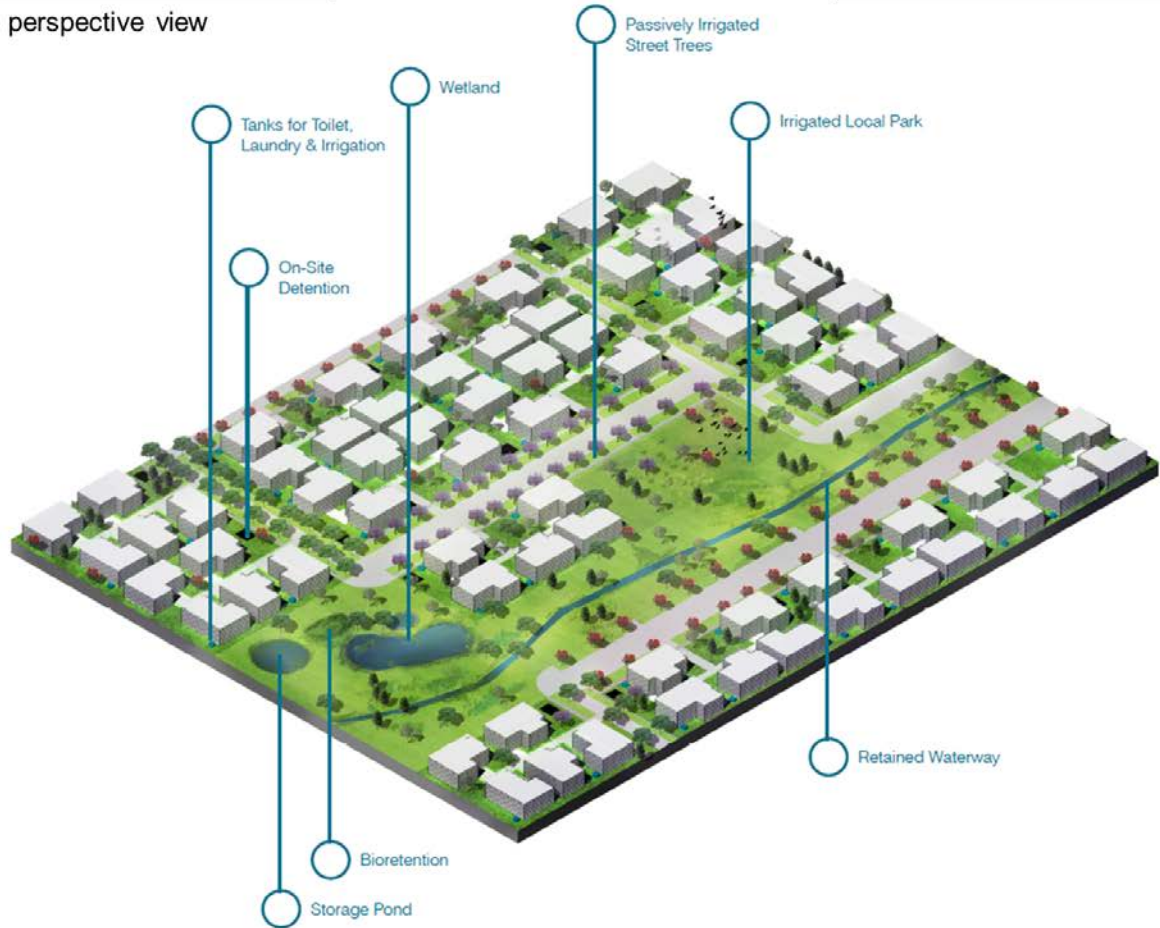 perspective view
Passively Irrigated
Street Trees
Wetland
Tanks for Toilet,
Laundry & Irrigation
Irrigated Local Park
On-Site
Detention
Retained Waterway
Bioretention
Storage Pond